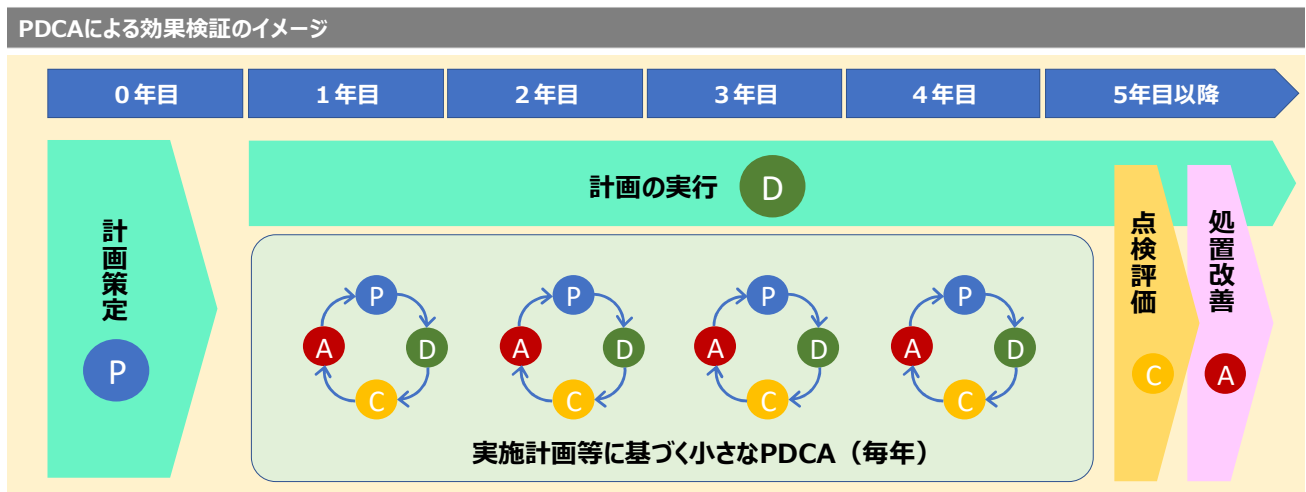 PDCAによる効果検証のイメージ
０年目
１年目
２年目
３年目
４年目
5年目以降
計画の実行 D
計画策定
P
点検評価
C
処置改善
A
P
A
D
C
P
A
D
C
P
A
D
C
P
A
D
C
実施計画等に基づく小さなPDCA（毎年）